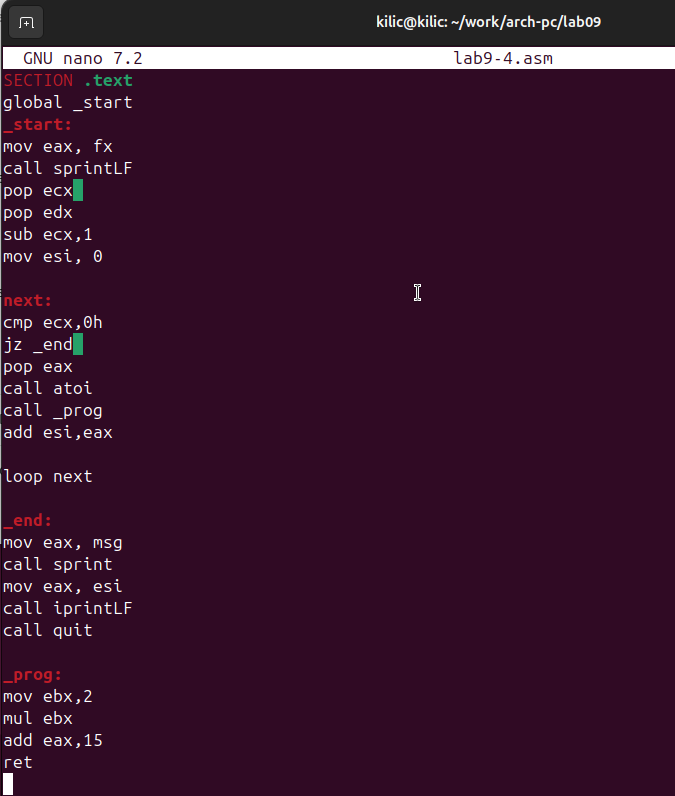 kilic@kilic: ~/work/arch-pc/lab09
GNU nano 7.2 lab9-4.asm
SECTION .text
global _start
_start:
mov eax, fx
call sprintLF
pop ecx
pop edx
sub ecx,1
mov esi, 0
next:
cmp ecx,0h
jz _end
pop eax
call atoi
call _prog
add esi,eax
loop next
_end:
mov eax, msg
call sprint
mov eax, esi
call iprintLF
call quit
_prog:
mov ebx,2
mul ebx
add eax,15
ret